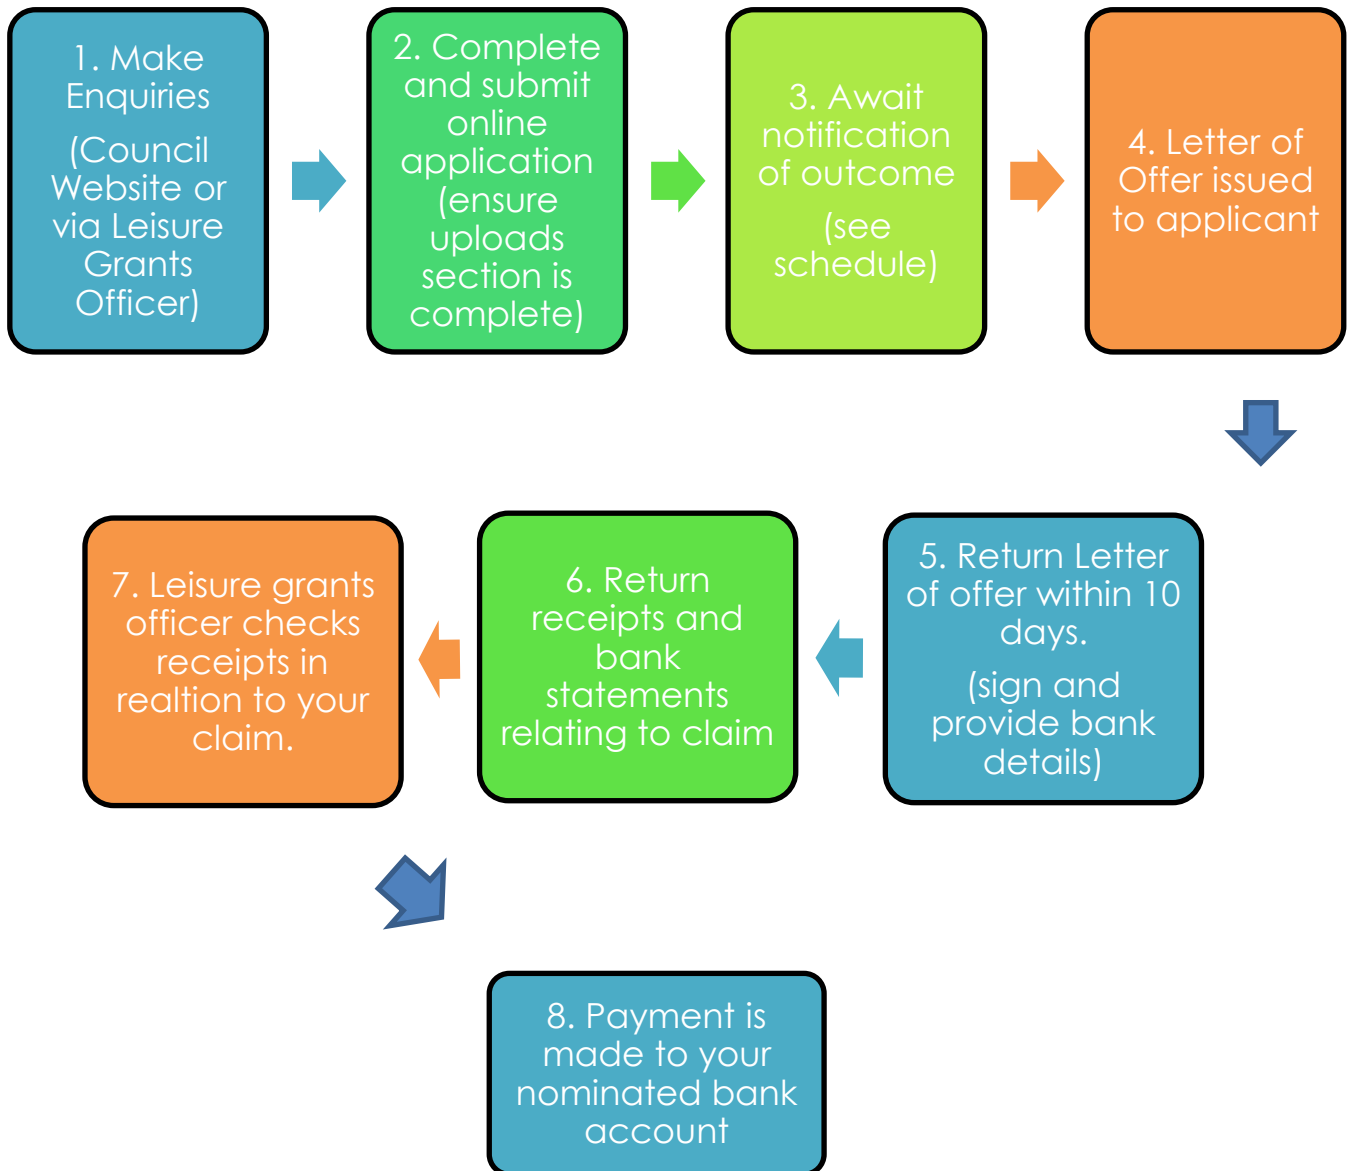 1. Make
Enquiries
(Council
Website or
via Leisure
Grants
Officer)
2. Complete
and submit
online
application
(ensure
uploads
section is
complete)
3. Await
notification
of outcome
(see
schedule)
4. Letter of
Offer issued
to applicant
5. Return Letter
of offer within 10
days.
(sign and
provide bank
details)
6. Return
receipts and
bank
statements
relating to claim
7. Leisure grants
officer checks
receipts in
realtion to your
claim.
8. Payment is
made to your
nominated bank
account